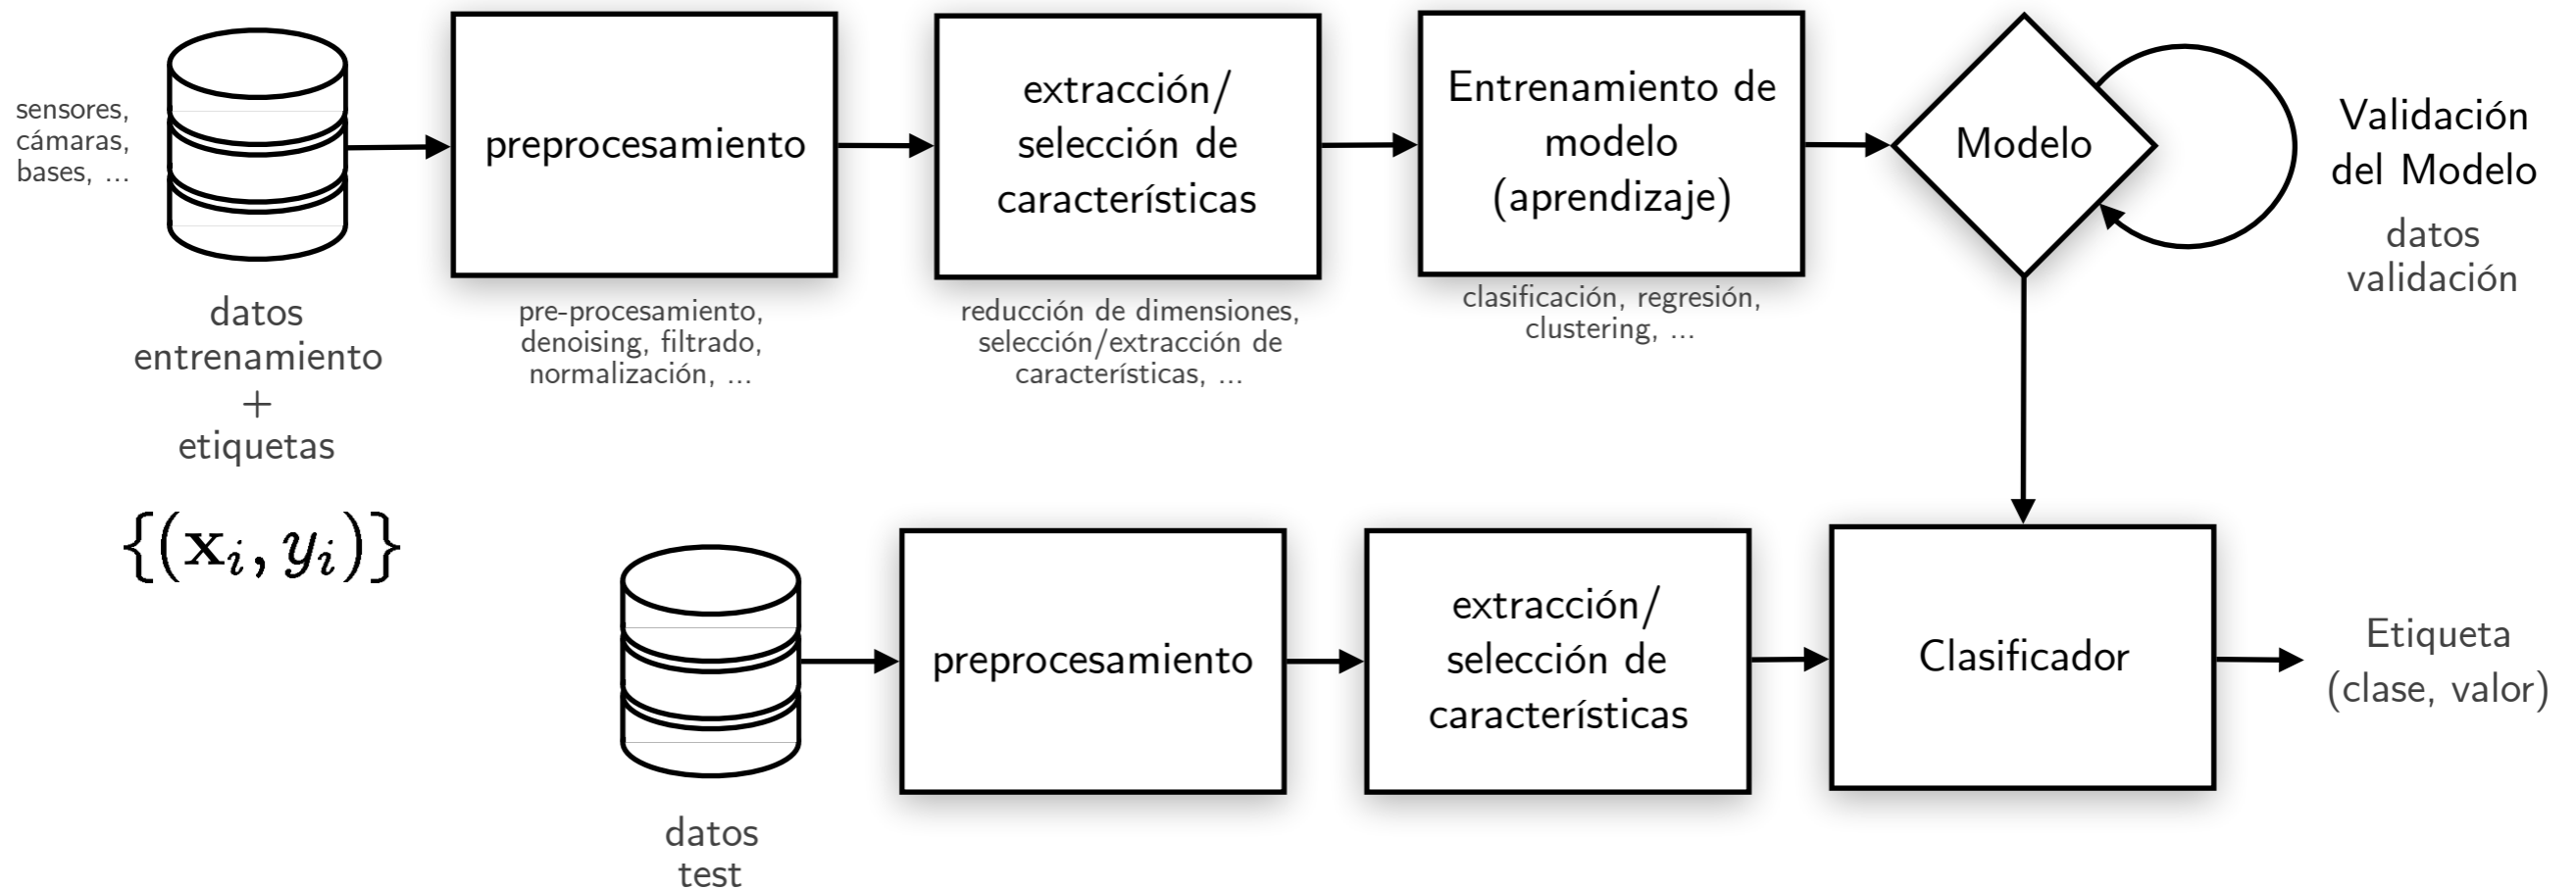 sensores,
cámaras,
bases, ...
datos
entrenamiento
+
etiquetas
{(x_i, y_i)}
preprocesamiento
pre-procesamiento,
denoising, filtrado,
normalización, ...
extracción/
selección de
características
reducción de dimensiones,
selección/extracción de
características, ...
Entrenamiento de
modelo
(aprendizaje)
clasificación, regresión,
clustering, ...
Modelo
Validación
del Modelo
datos
validación
datos
test
preprocesamiento
extracción/
selección de
características
Clasificador
Etiqueta
(clase, valor)